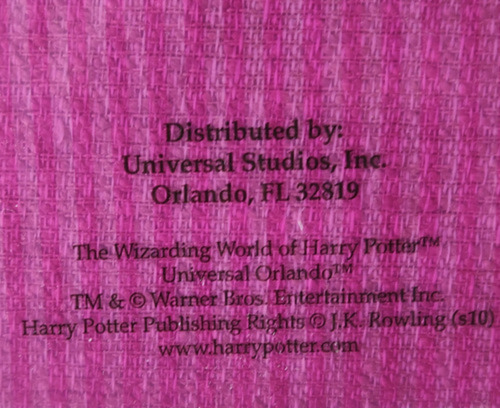 Distributed by:
Universal Studios, Inc.
Orlando, FL 32819
The Wizarding World of Harry Potter™
Universal Orlando™
TM & © Warner Bros. Entertainment Inc.
Harry Potter Publishing Rights © J.K. Rowling (s10)
www.harrypotter.com